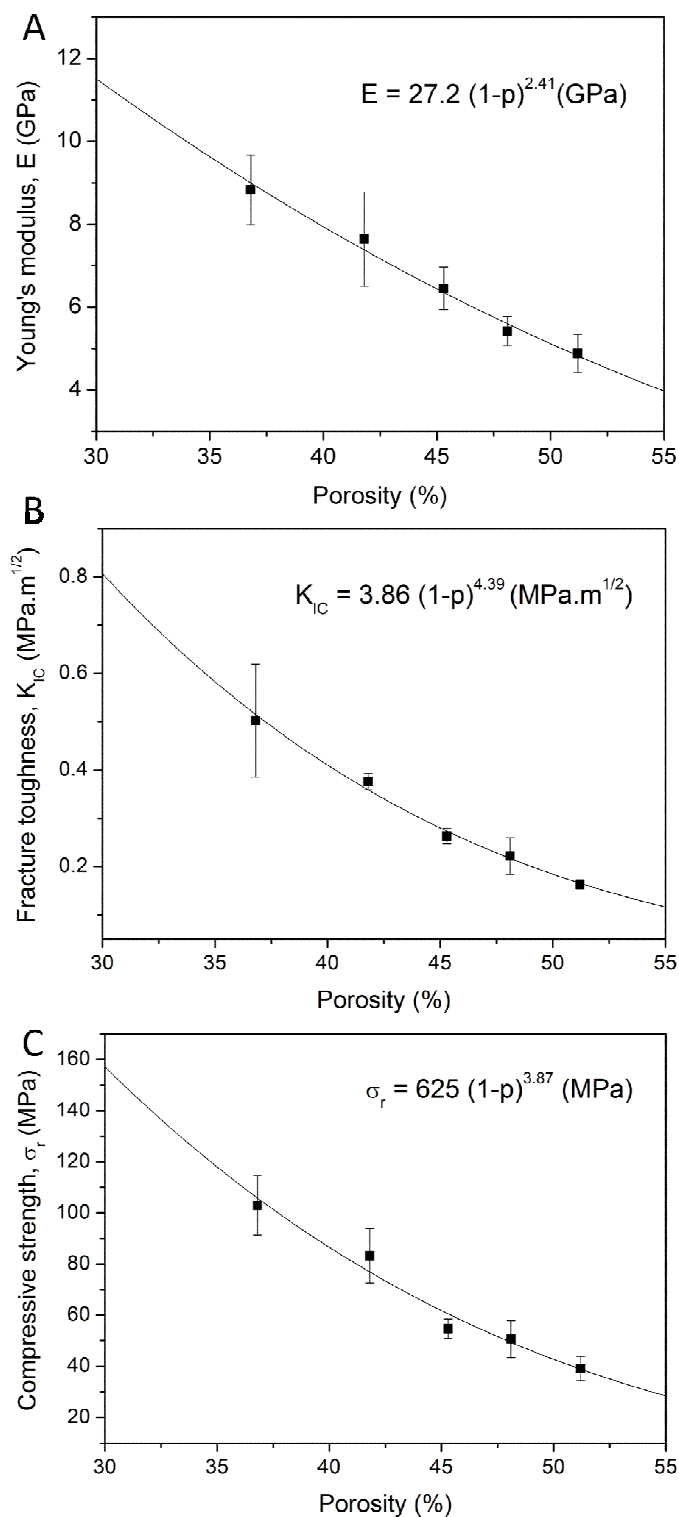 A
E = 27.2 (1-p)^2.41 (GPa)
12
10
8
6
4
Young's modulus, E (GPa)
30 35 40 45 50 55
Porosity (%)
B
K_IC = 3.86 (1-p)^4.39 (MPa.m^1/2)
0.8
0.6
0.4
0.2
Fracture toughness, K_IC (MPa.m^1/2)
30 35 40 45 50 55
Porosity (%)
C
σ_r = 625 (1-p)^3.87 (MPa)
160
140
120
100
80
60
40
20
Compressive strength, σ_r (MPa)
30 35 40 45 50 55
Porosity (%)